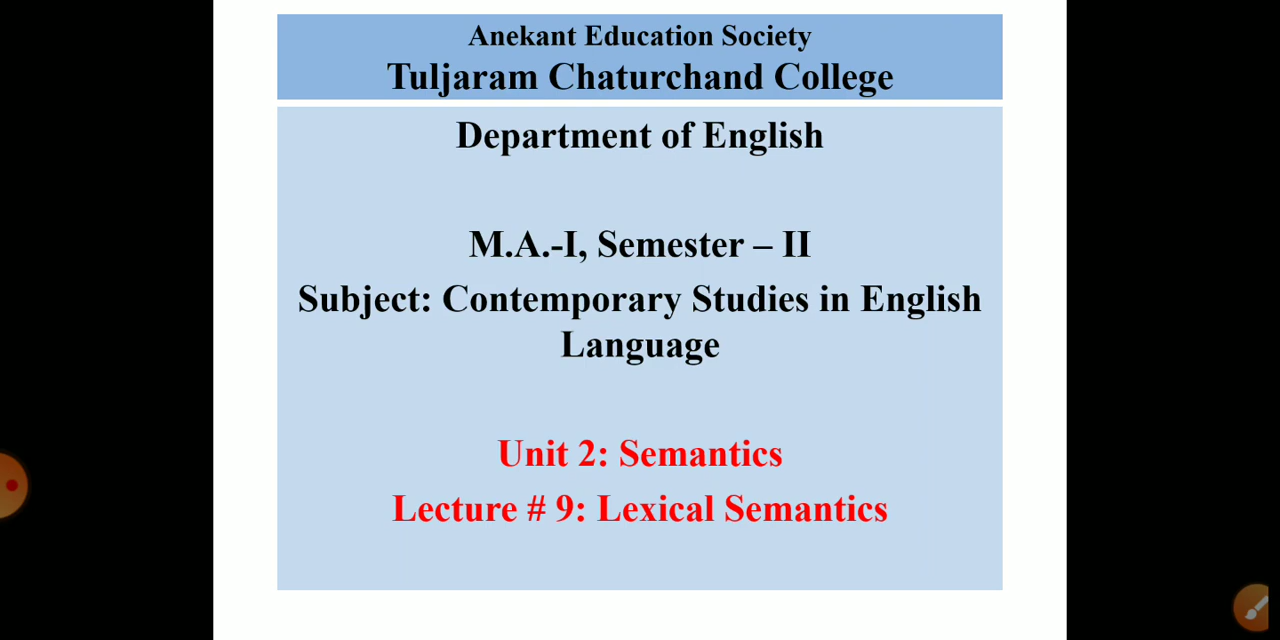 Anekant Education Society
Tuljaram Chaturchand College
Department of English
M.A.-I, Semester – II
Subject: Contemporary Studies in English
Language
Unit 2: Semantics
Lecture # 9: Lexical Semantics